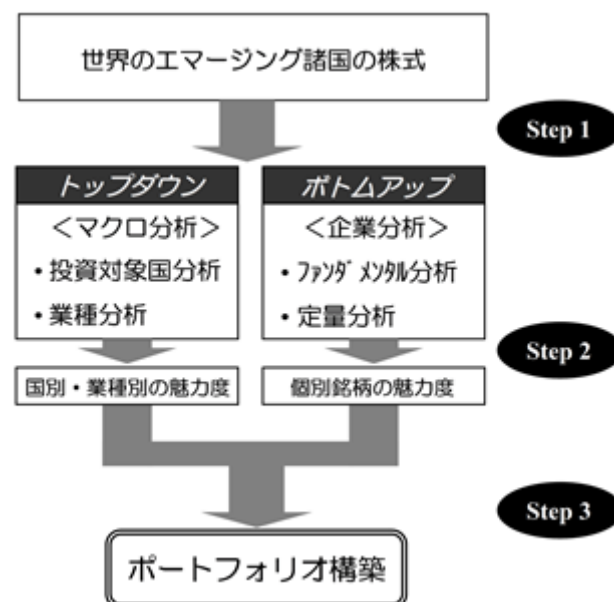 世界のエマージング諸国の株式
Step 1
トップダウン
＜マクロ分析＞
・投資対象国分析
・業種分析
ボトムアップ
＜企業分析＞
・ﾌｧﾝﾀﾞﾒﾝﾀﾙ分析
・定量分析
Step 2
国別・業種別の魅力度
個別銘柄の魅力度
Step 3
ポートフォリオ構築